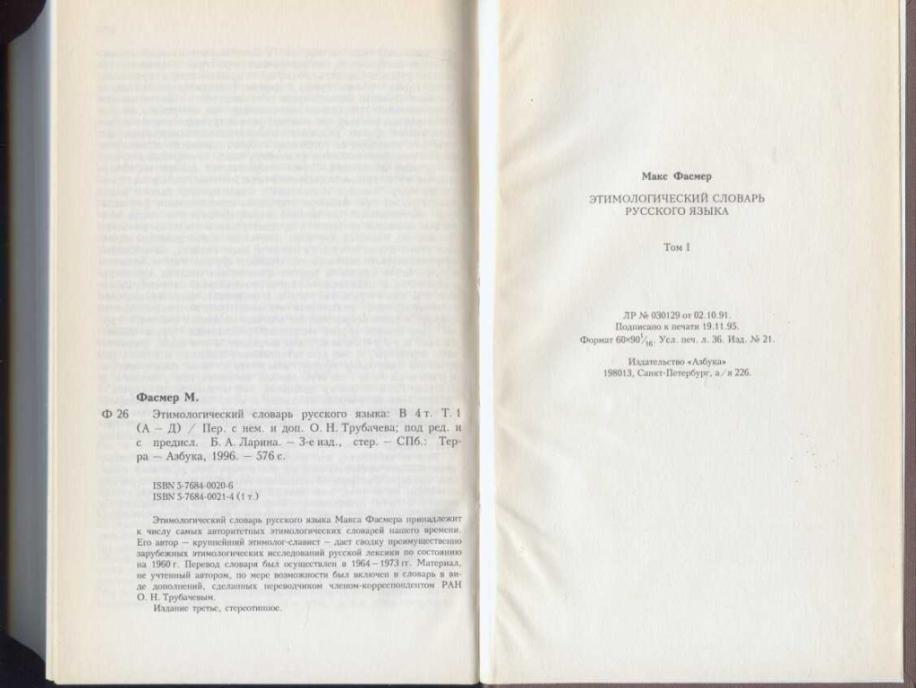 Фасмер М.
Ф 26 Этимологический словарь русского языка: В 4 т. Т. 1
(А — Д) / Пер. с нем. и доп. О. Н. Трубачева; под ред. и
с предисл. Б. А. Ларина. — 3-е изд., стер. — СПб.: Тер-
ра — Азбука, 1996. — 576 с.
ISBN 5-7684-0020-6
ISBN 5-7684-0021-4 (1 т.)
Этимологический словарь русского языка Макса Фасмера принадлежит
к числу самых авторитетных этимологических словарей нашего времени.
Его автор — крупнейший этимолог-славист — дает сводку преимущественно
зарубежных этимологических исследований русской лексики по состоянию
на 1960 г. Перевод словаря был осуществлен в 1964—1973 гг. Материал,
не учтенный автором, по мере возможности был включен в словарь в ви-
де дополнений, сделанных переводчиком членом-корреспондентом РАН
О. Н. Трубачевым.
Издание третье, стереотипное.
Макс Фасмер
ЭТИМОЛОГИЧЕСКИЙ СЛОВАРЬ
РУССКОГО ЯЗЫКА
Том I
ЛР № 030129 от 02.10.91.
Подписано к печати 19.11.95.
Формат 60×90 1/16. Усл. печ. л. 36. Изд. № 21.
Издательство «Азбука»
198013, Санкт-Петербург, а/я 226.